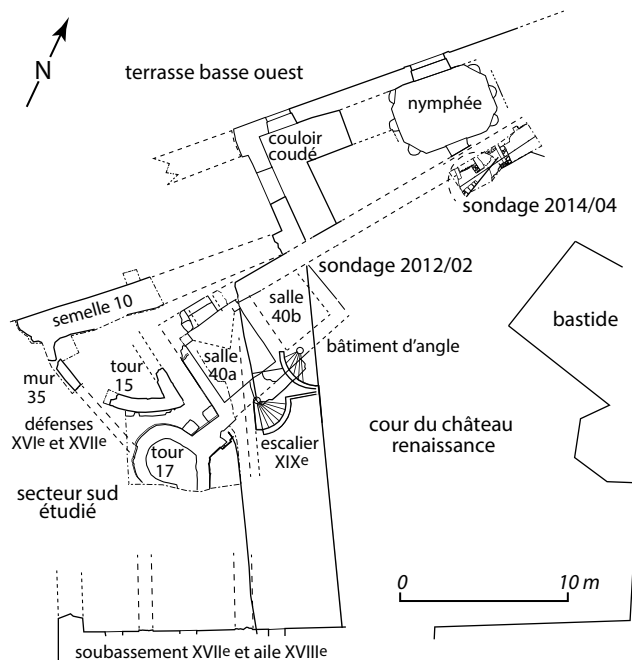 N
terrasse basse ouest
nymphée
couloir
coudé
sondage 2014/04
sondage 2012/02
semelle 10
salle
40b
bastide
bâtiment d'angle
salle
40a
tour
15
mur
35
défenses
XVIe et XVIIe
cour du château
renaissance
escalier
XIXe
tour
17
secteur sud
étudié
0 10 m
soubassement XVIIe et aile XVIIIe